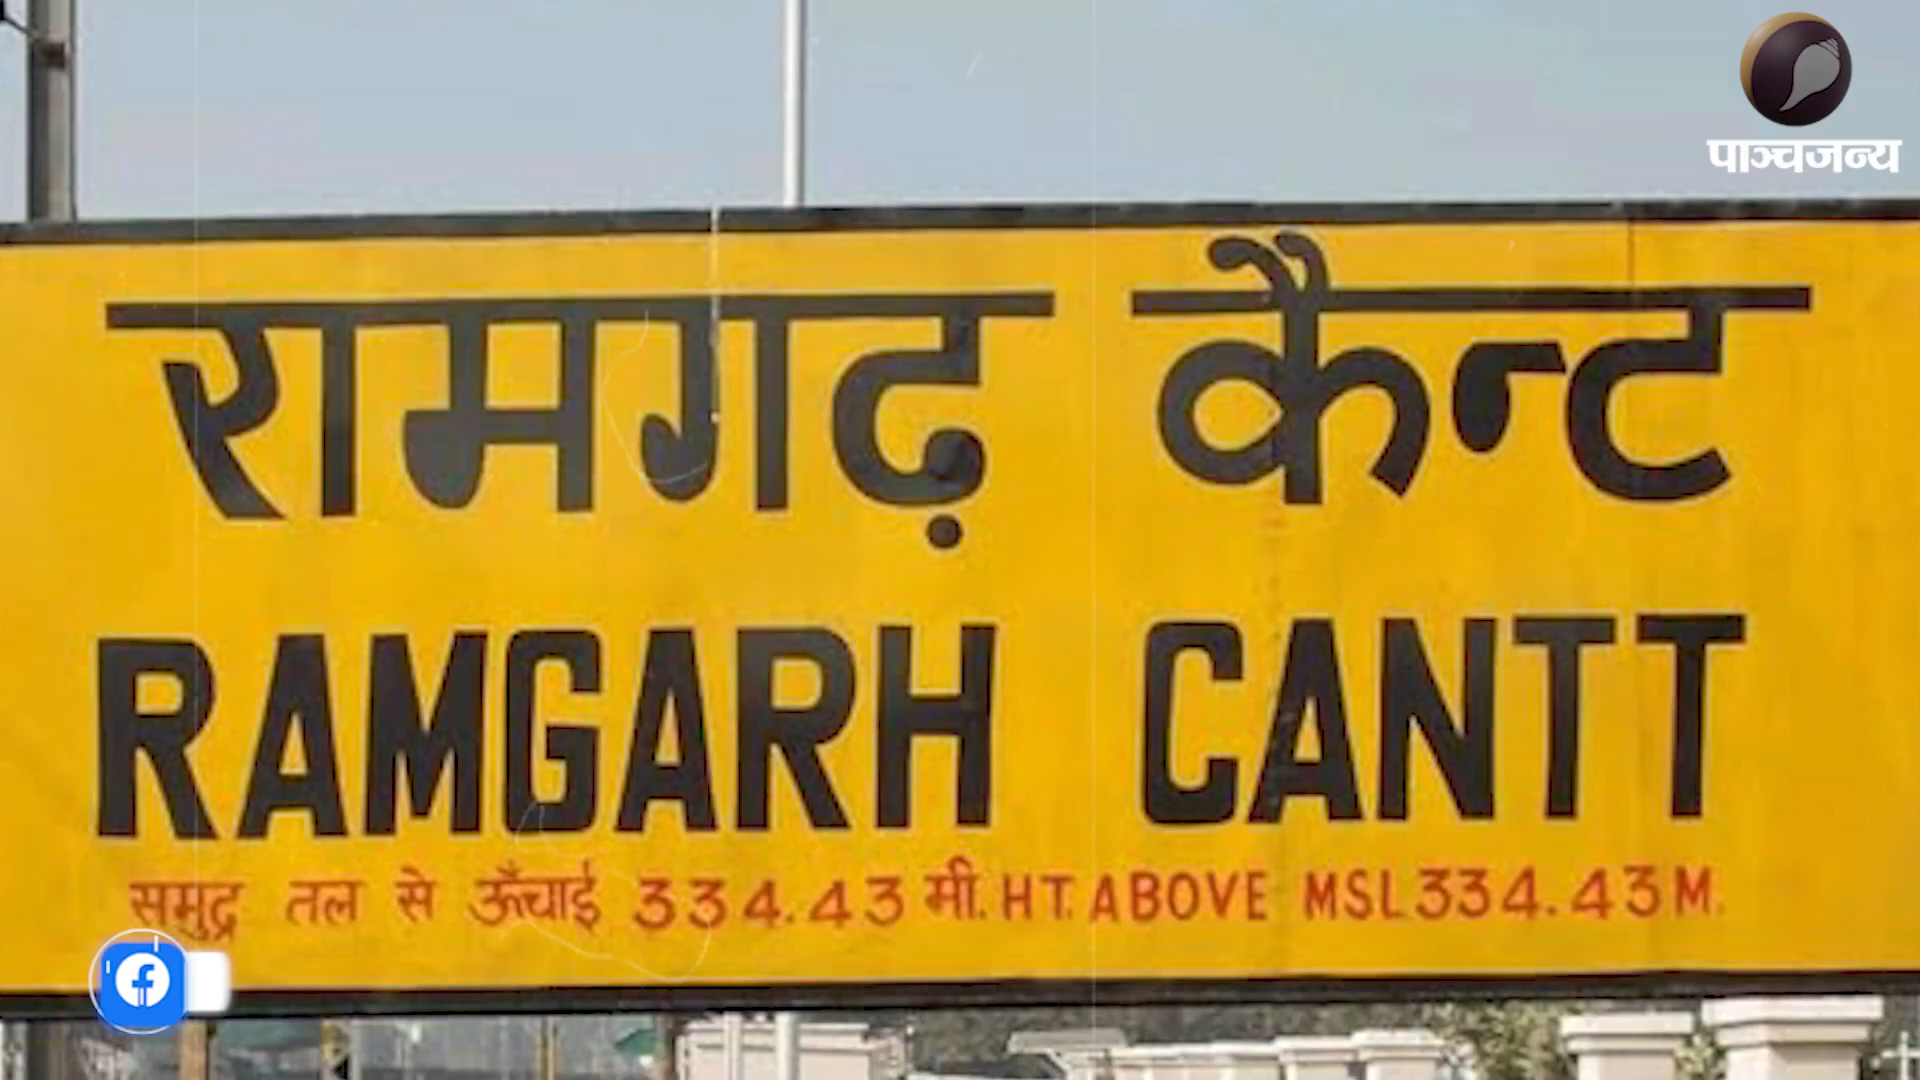 पाञ्चजन्य
रामगढ़ कैन्ट
RAMGARH CANTT
समुद्र तल से ऊँचाई 334.43 मी. HT. ABOVE MSL 334.43 M.